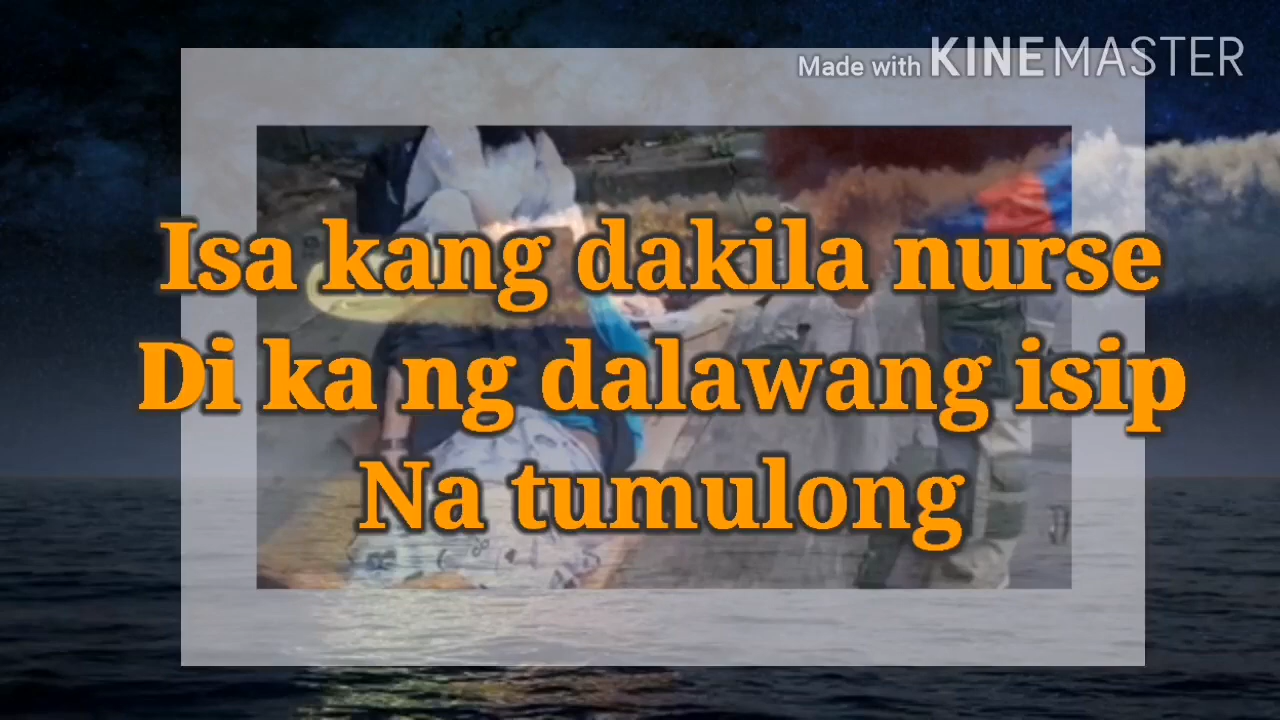 Made with KINEMASTER
Isa kang dakila nurse
Di ka ng dalawang isip
Na tumulong